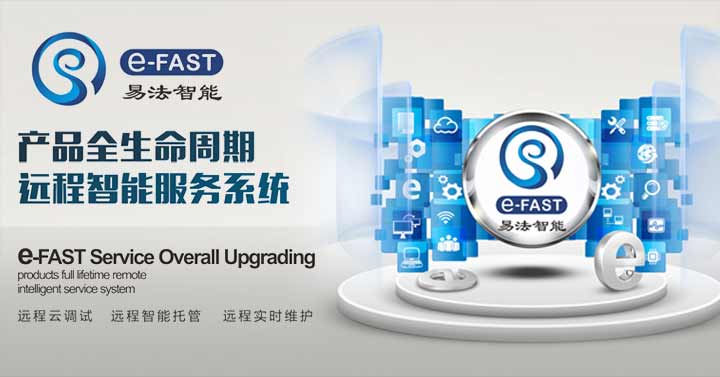 e-FAST
易法智能
产品全生命周期
远程智能服务系统
e-FAST Service Overall Upgrading
products full lifetime remote
intelligent service system
远程云调试 远程智能托管 远程实时维护
e-FAST
易法智能
e
e